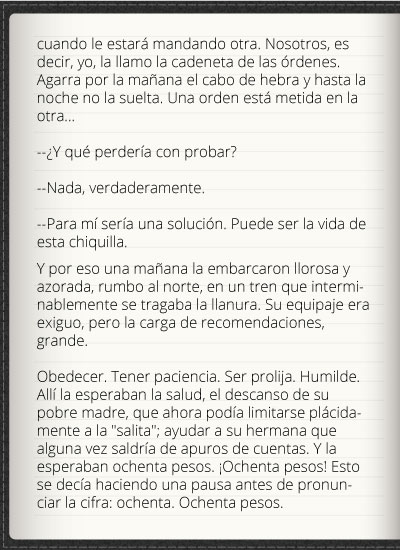 cuando le estará mandando otra. Nosotros, es
decir, yo, la llamo la cadeneta de las órdenes.
Agarra por la mañana el cabo de hebra y hasta la
noche no la suelta. Una orden está metida en la
otra...
--¿Y qué perdería con probar?
--Nada, verdaderamente.
--Para mí sería una solución. Puede ser la vida de
esta chiquilla.
Y por eso una mañana la embarcaron llorosa y
azorada, rumbo al norte, en un tren que intermi-
nablemente se tragaba la llanura. Su equipaje era
exiguo, pero la carga de recomendaciones,
grande.
Obedecer. Tener paciencia. Ser prolija. Humilde.
Allí la esperaban la salud, el descanso de su
pobre madre, que ahora podía limitarse plácida-
mente a la "salita"; ayudar a su hermana que
alguna vez saldría de apuros de cuentas. Y la
esperaban ochenta pesos. ¡Ochenta pesos! Esto
se decía haciendo una pausa antes de pronun-
ciar la cifra: ochenta. Ochenta pesos.